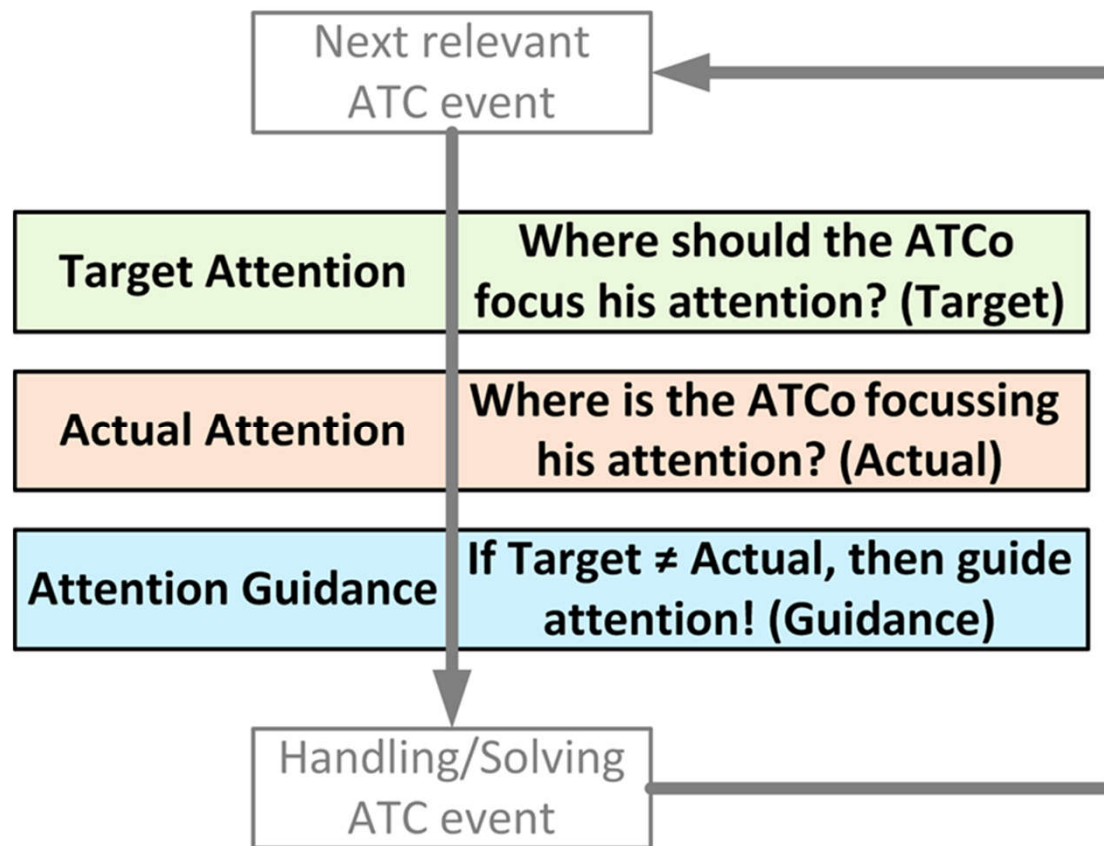 Next relevant
ATC event
Target Attention
Where should the ATCo
focus his attention? (Target)
Actual Attention
Where is the ATCo focussing
his attention? (Actual)
Attention Guidance
If Target ≠ Actual, then guide
attention! (Guidance)
Handling/Solving
ATC event